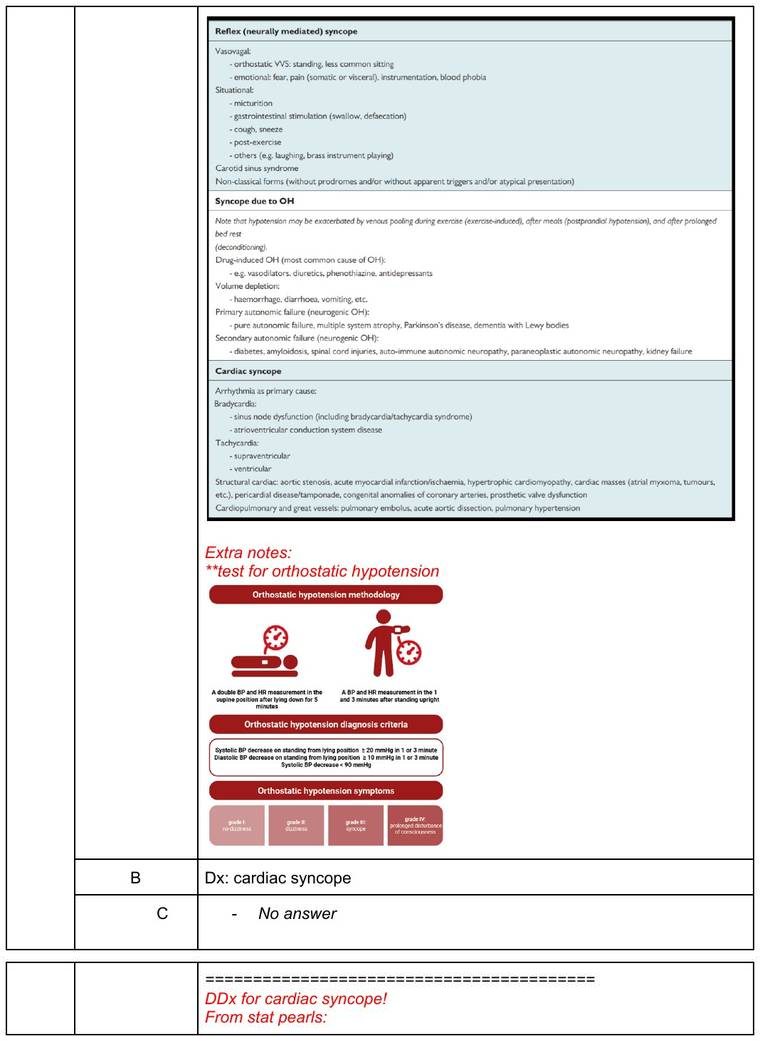 Reflex (neurally mediated) syncope
Vasovagal:
- orthostatic VVS: standing, less common sitting
- emotional: fear, pain (somatic or visceral), instrumentation, blood phobia
Situational:
- micturition
- gastrointestinal stimulation (swallow, defaecation)
- cough, sneeze
- post-exercise
- others (e.g. laughing, brass instrument playing)
Carotid sinus syndrome
Non-classical forms (without prodromes and/or without apparent triggers and/or atypical presentation)
Syncope due to OH
Note that hypotension may be exacerbated by venous pooling during exercise (exercise-induced), after meals (postprandial hypotension), and after prolonged
bed rest
(deconditioning).
Drug-induced OH (most common cause of OH):
- e.g. vasodilators, diuretics, phenothiazine, antidepressants
Volume depletion:
- haemorrhage, diarrhoea, vomiting, etc.
Primary autonomic failure (neurogenic OH):
- pure autonomic failure, multiple system atrophy, Parkinson's disease, dementia with Lewy bodies
Secondary autonomic failure (neurogenic OH):
- diabetes, amyloidosis, spinal cord injuries, auto-immune autonomic neuropathy, paraneoplastic autonomic neuropathy, kidney failure
Cardiac syncope
Arrhythmia as primary cause:
Bradycardia:
- sinus node dysfunction (including bradycardia/tachycardia syndrome)
- atrioventricular conduction system disease
Tachycardia:
- supraventricular
- ventricular
Structural cardiac: aortic stenosis, acute myocardial infarction/ischaemia, hypertrophic cardiomyopathy, cardiac masses (atrial myxoma, tumours,
etc.), pericardial disease/tamponade, congenital anomalies of coronary arteries, prosthetic valve dysfunction
Cardiopulmonary and great vessels: pulmonary embolus, acute aortic dissection, pulmonary hypertension
Extra notes:
**test for orthostatic hypotension
Orthostatic hypotension methodology
A double BP and HR measurement in the
supine position after lying down for 5
minutes
A BP and HR measurement in the 1
and 3 minutes after standing upright
Orthostatic hypotension diagnosis criteria
Systolic BP decrease on standing from lying position ≥ 20 mmHg in 1 or 3 minute
Diastolic BP decrease on standing from lying position ≥ 10 mmHg in 1 or 3 minute
Systolic BP decrease < 90 mmHg
Orthostatic hypotension symptoms
grade I:
no dizziness
grade II:
dizziness
grade III:
syncope
grade IV:
prolonged disturbance
of consciousness
B
Dx: cardiac syncope
C
- No answer
=========================================
DDx for cardiac syncope!
From stat pearls: